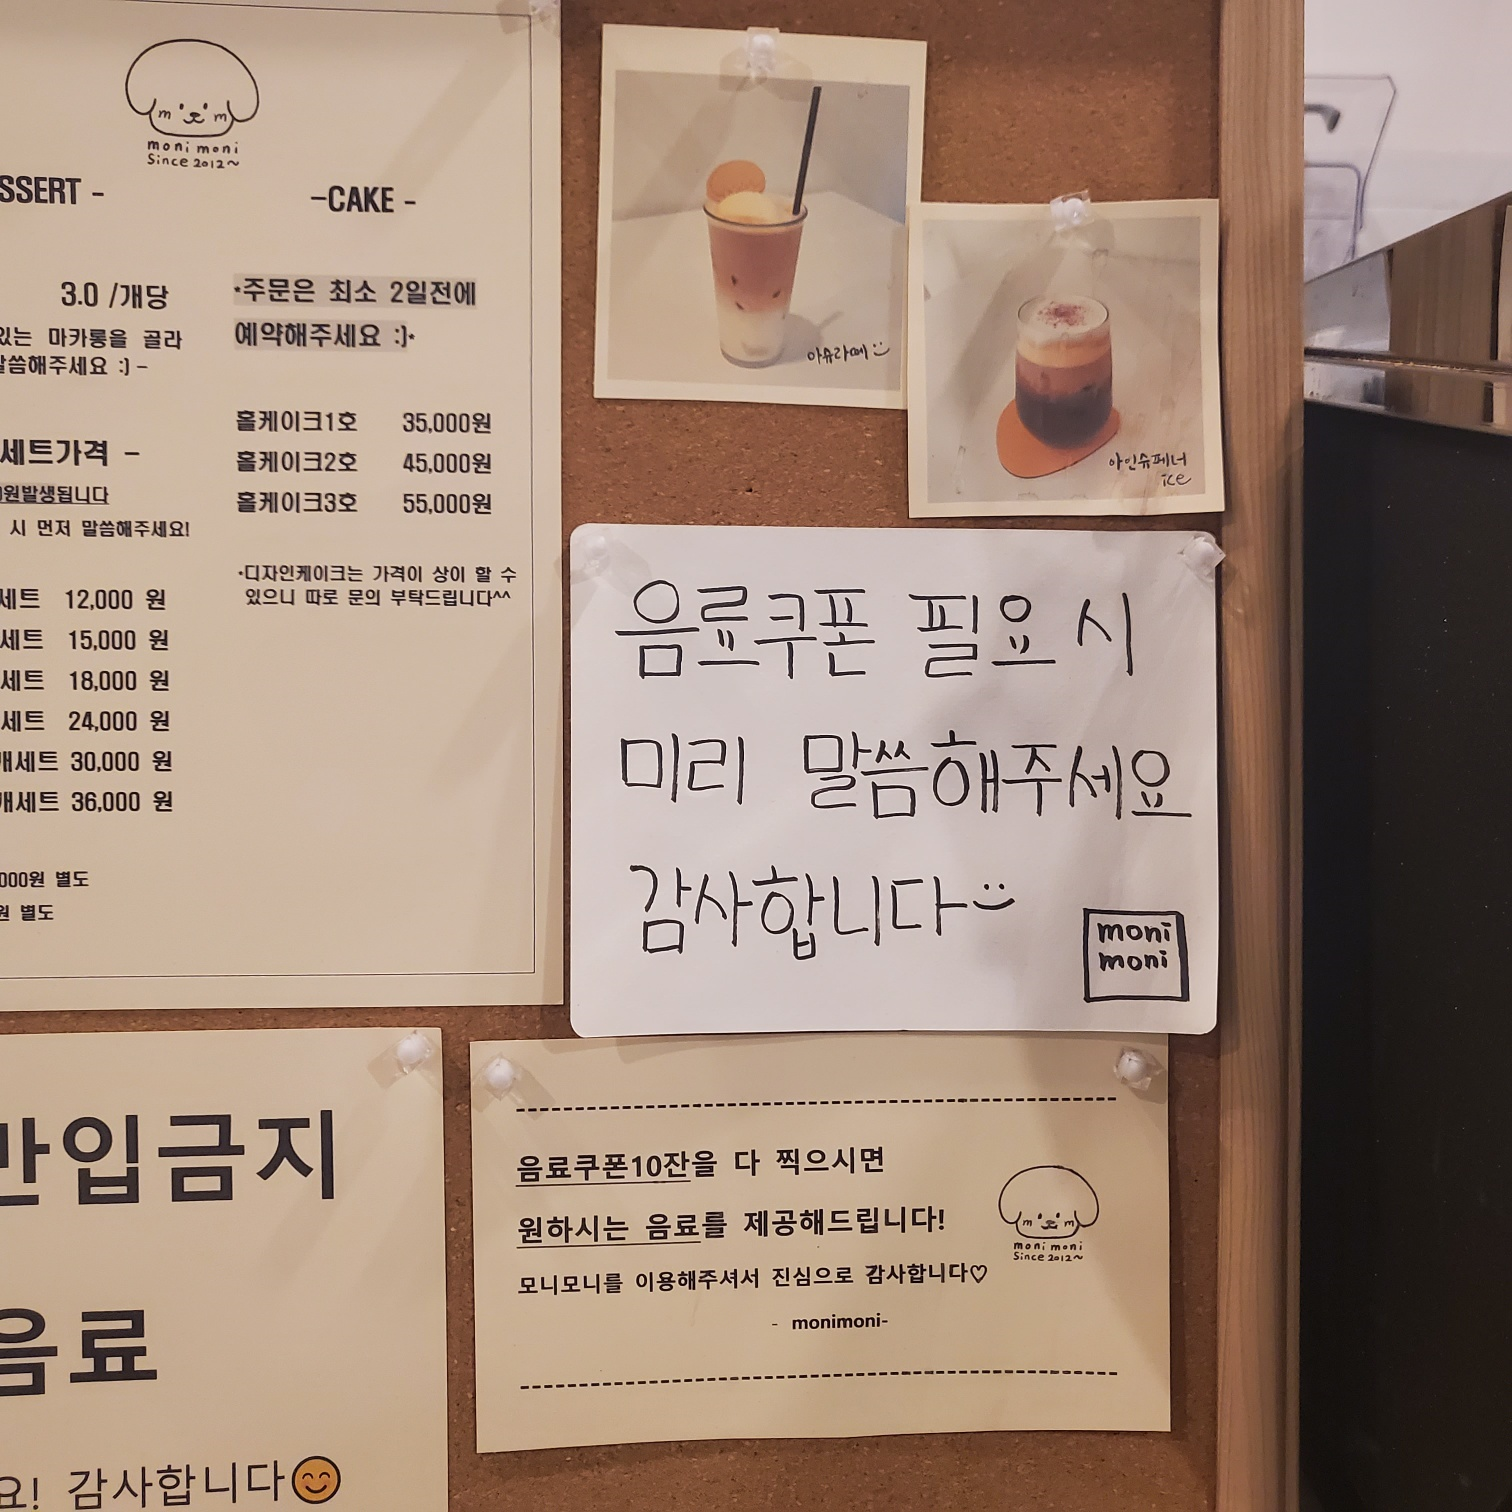 m m
moni moni
Since 2012~
SSERT -
3.0 /개당
있는 마카롱을 골라
말씀해주세요 :) -
세트가격 -
원발생됩니다
시 먼저 말씀해주세요!
세트 12,000 원
세트 15,000 원
세트 18,000 원
세트 24,000 원
개세트 30,000 원
개세트 36,000 원
000원 별도
원 별도
-CAKE -
*주문은 최소 2일전에
예약해주세요 :)*
홀케이크1호 35,000원
홀케이크2호 45,000원
홀케이크3호 55,000원
*디자인케이크는 가격이 상이 할 수
있으니 따로 문의 부탁드립니다^^
아슈라떼
아인슈페너
ice
음료쿠폰 필요 시
미리 말씀해주세요
감사합니다
moni
moni
반입금지
음료
요! 감사합니다😊
음료쿠폰10잔을 다 찍으시면
원하시는 음료를 제공해드립니다!
모니모니를 이용해주셔서 진심으로 감사합니다♡
- monimoni-
m m
moni moni
Since 2012~